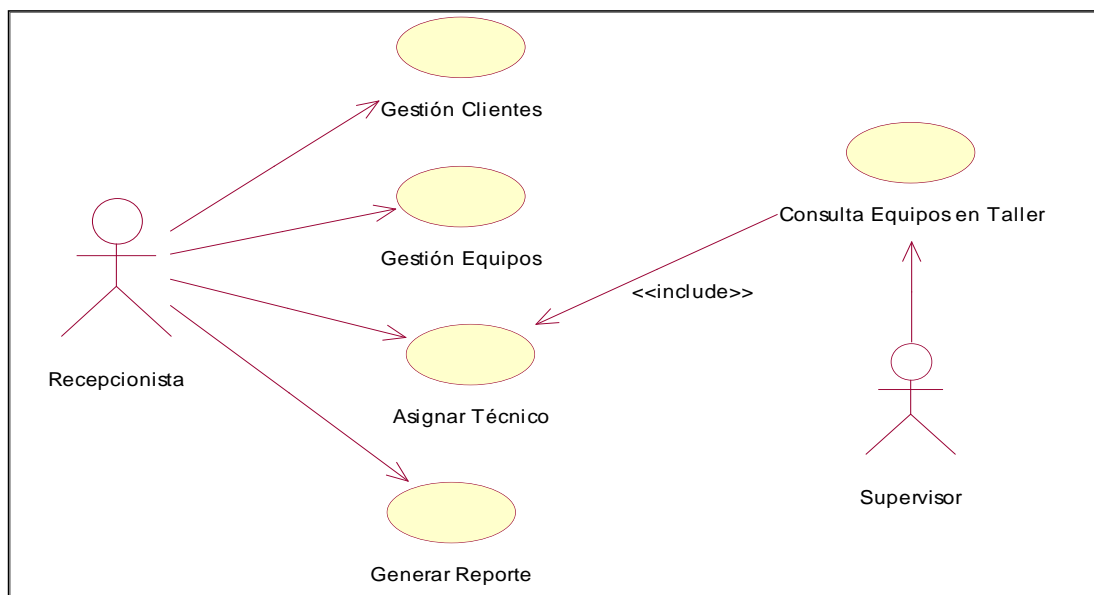 Gestión Clientes
Consulta Equipos en Taller
Gestión Equipos
<<include>>
Recepcionista
Asignar Técnico
Supervisor
Generar Reporte